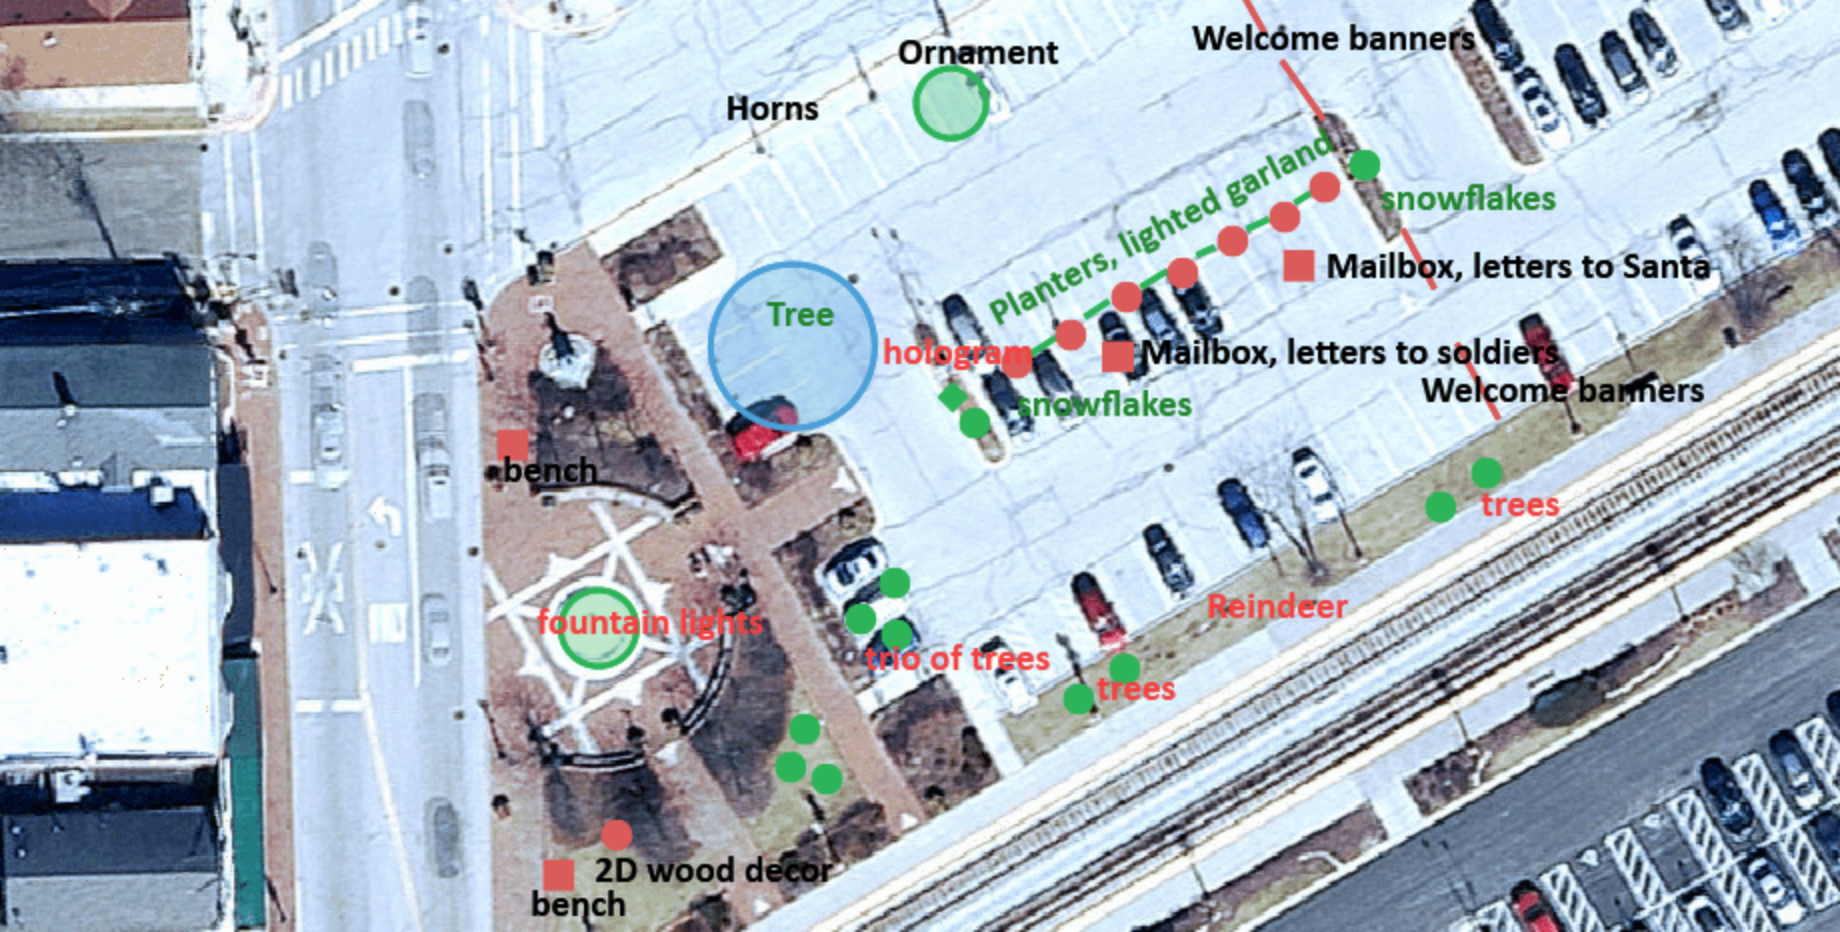 Welcome banners
Ornament
Horns
Planters, lighted garland
snowflakes
Mailbox, letters to Santa
Tree
hologram
Mailbox, letters to soldiers
Welcome banners
snowflakes
bench
trees
Reindeer
fountain lights
trio of trees
trees
2D wood decor
bench